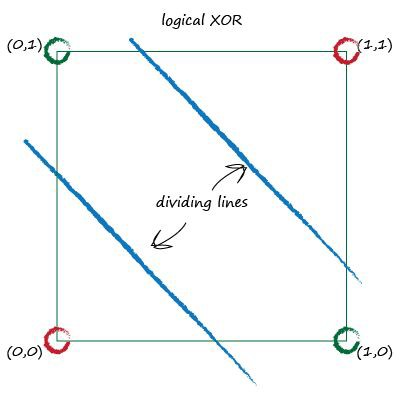 logical XOR
(0,1)
(1,1)
dividing lines
(0,0)
(1,0)